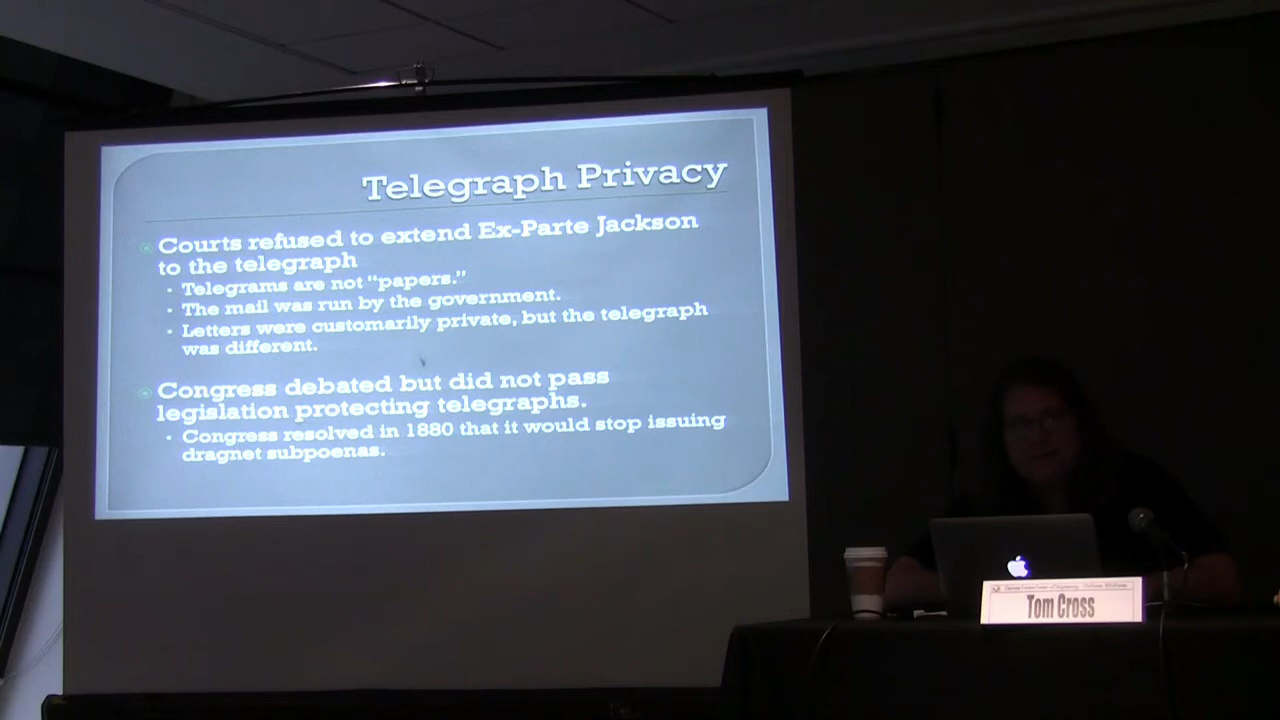 Telegraph Privacy
Courts refused to extend Ex-Parte Jackson
to the telegraph
Telegrams are not “papers.”
The mail was run by the government.
Letters were customarily private, but the telegraph
was different.
Congress debated but did not pass
legislation protecting telegraphs.
Congress resolved in 1880 that it would stop issuing
dragnet subpoenas.
Tom Cross